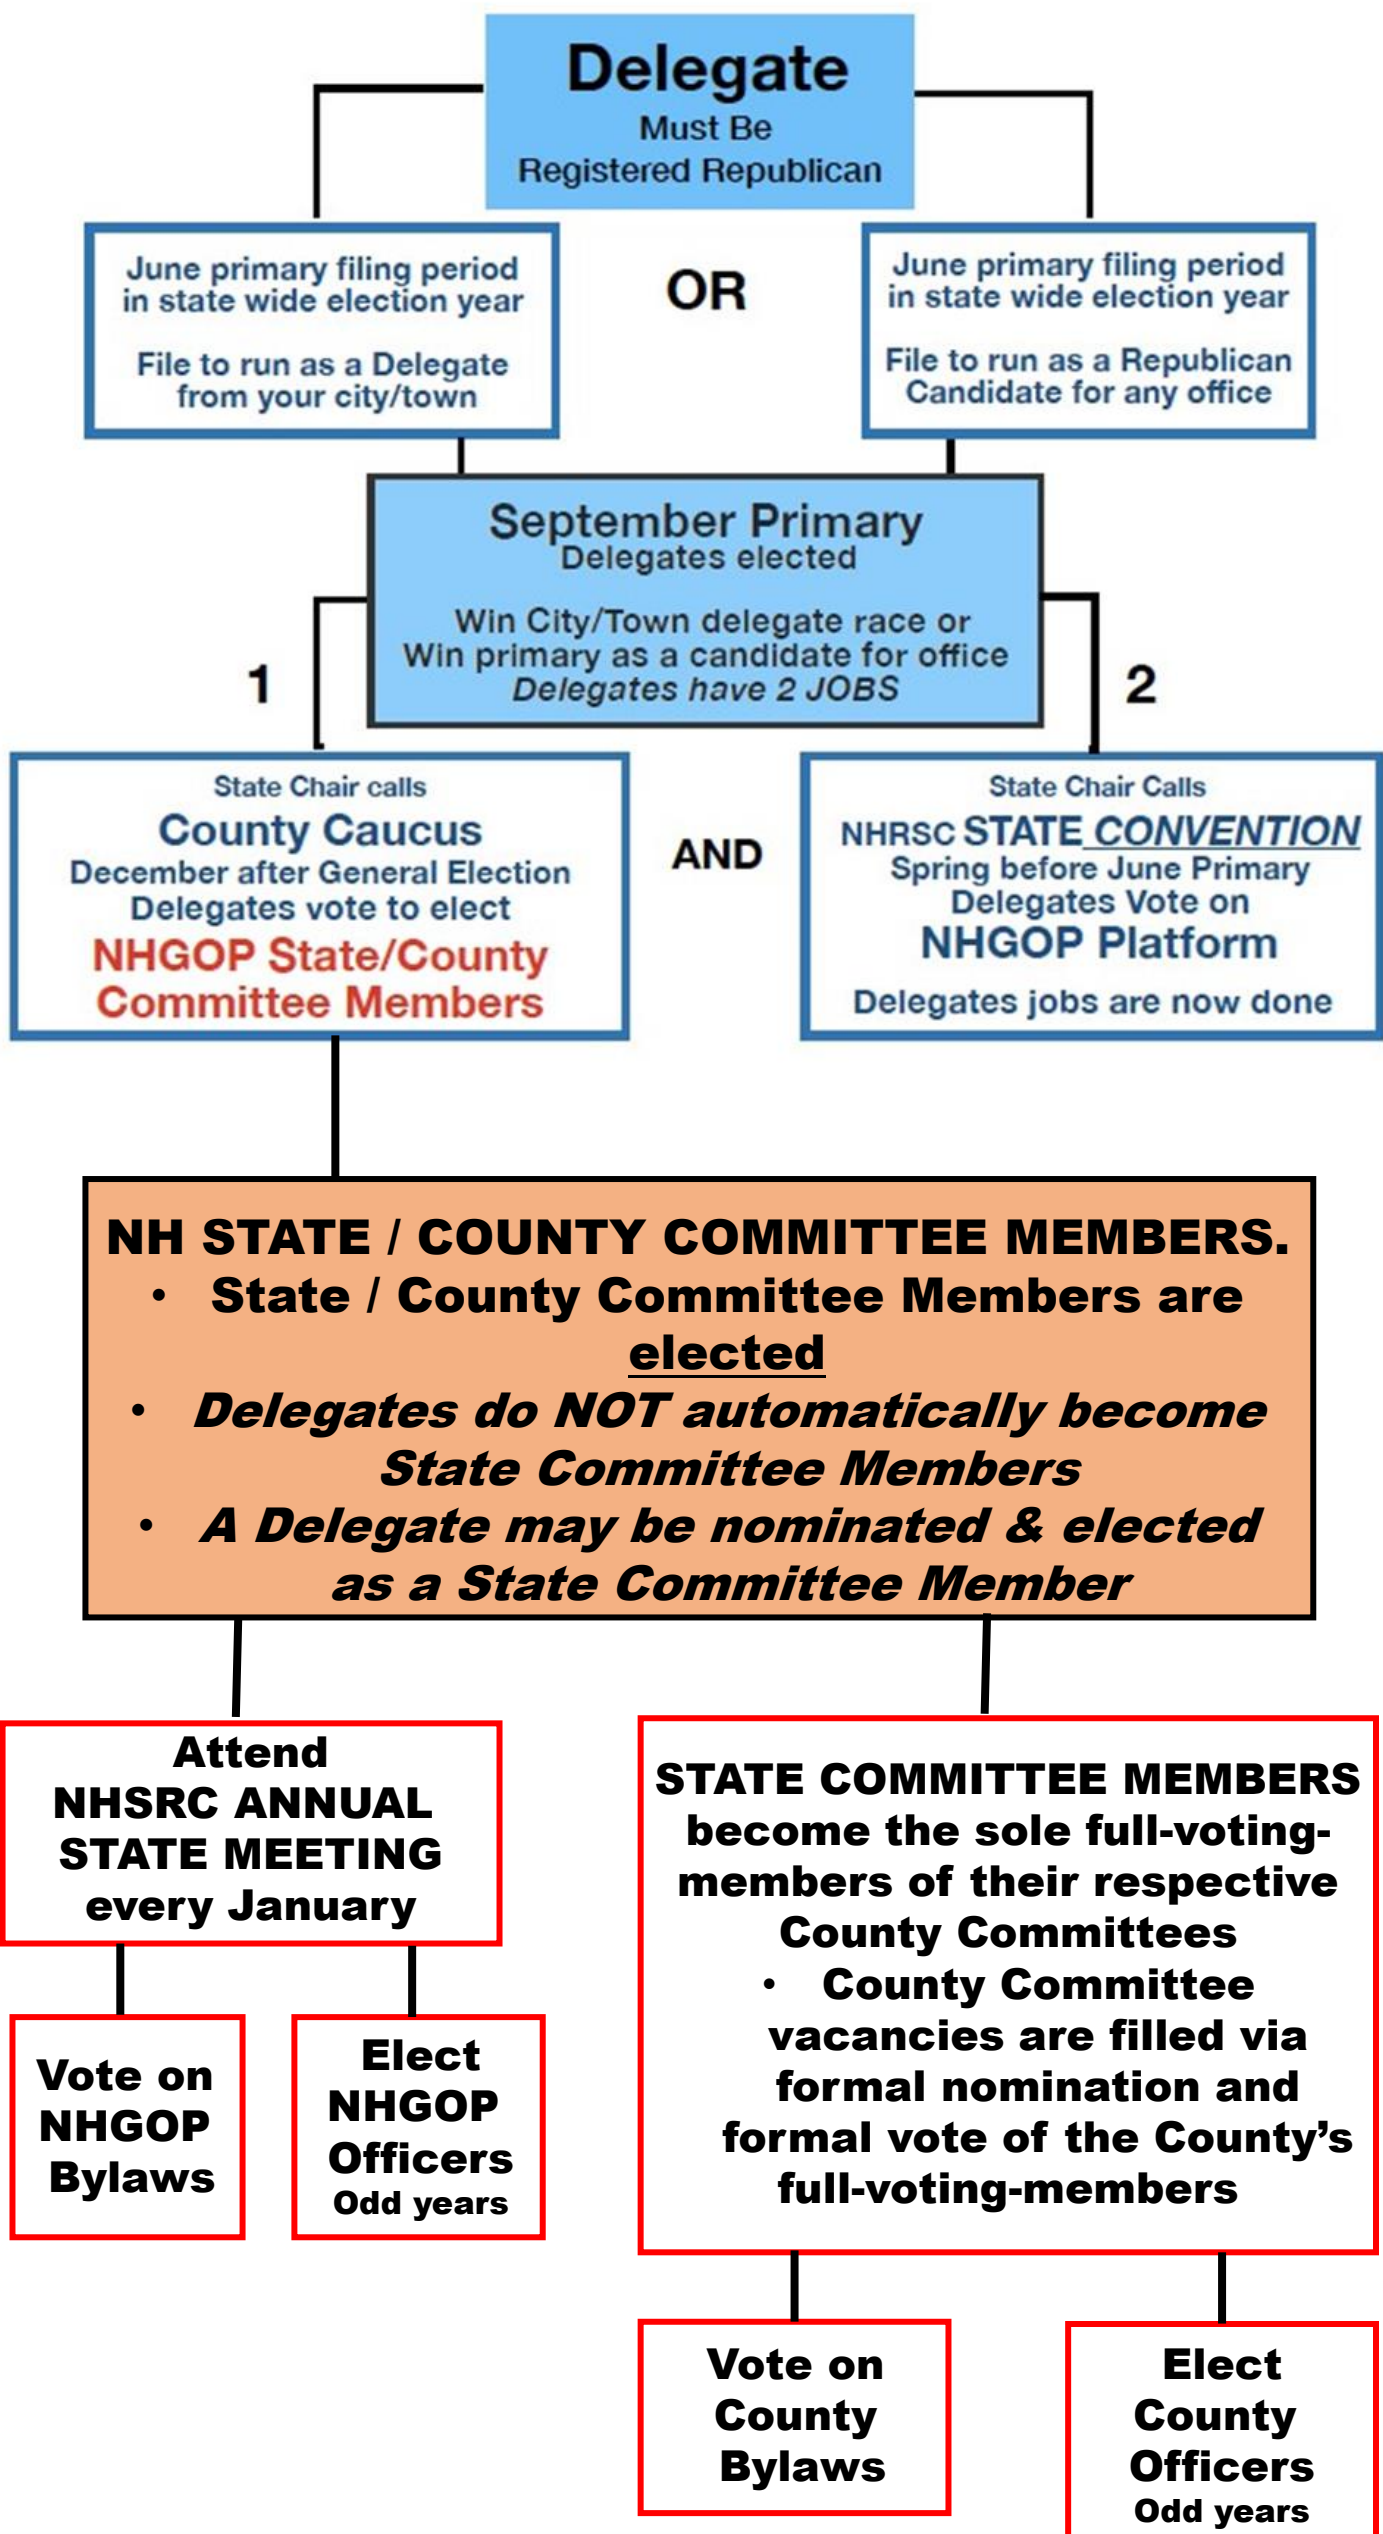 Delegate
Must Be
Registered Republican
June primary filing period
in state wide election year
File to run as a Delegate
from your city/town
OR
June primary filing period
in state wide election year
File to run as a Republican
Candidate for any office
September Primary
Delegates elected
Win City/Town delegate race or
Win primary as a candidate for office
Delegates have 2 JOBS
1
2
State Chair calls
County Caucus
December after General Election
Delegates vote to elect
NHGOP State/County
Committee Members
AND
State Chair Calls
NHRSC STATE CONVENTION
Spring before June Primary
Delegates Vote on
NHGOP Platform
Delegates jobs are now done
NH STATE / COUNTY COMMITTEE MEMBERS.
• State / County Committee Members are
elected
• Delegates do NOT automatically become
State Committee Members
• A Delegate may be nominated & elected
as a State Committee Member
Attend
NHSRC ANNUAL
STATE MEETING
every January
Vote on
NHGOP
Bylaws
Elect
NHGOP
Officers
Odd years
STATE COMMITTEE MEMBERS
become the sole full-voting-
members of their respective
County Committees
• County Committee
vacancies are filled via
formal nomination and
formal vote of the County’s
full-voting-members
Vote on
County
Bylaws
Elect
County
Officers
Odd years